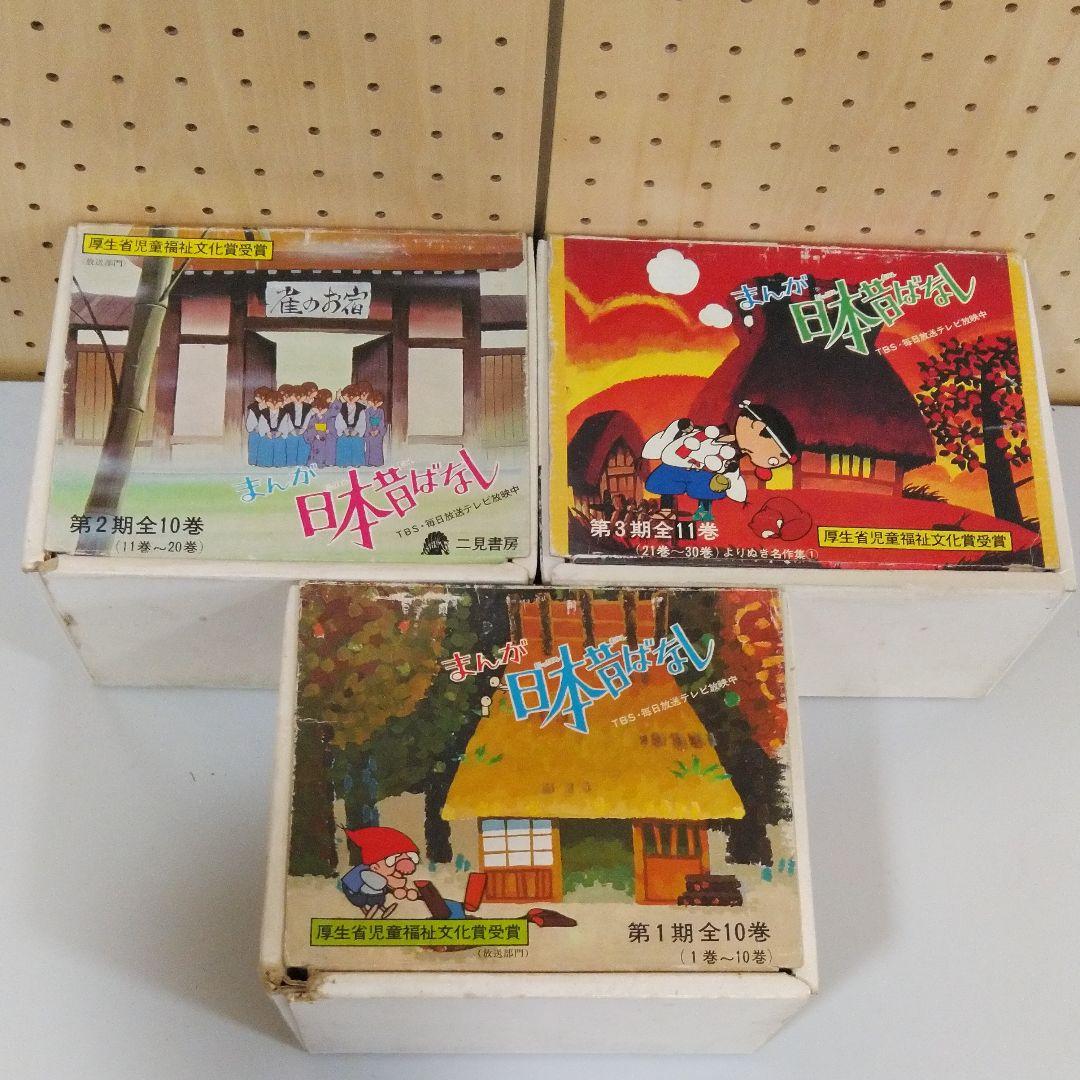 厚生省児童福祉文化賞受賞
(放送部門)
雀のお宿
まんが
日本昔ばなし
TBS・毎日放送テレビ放映中
第2期全10巻
(11巻〜20巻)
二見書房
まんが
日本昔ばなし
TBS・毎日放送テレビ放映中
第3期全11巻
(21巻〜30巻)よりぬき名作集①
厚生省児童福祉文化賞受賞
まんが
日本昔ばなし
TBS・毎日放送テレビ放映中
厚生省児童福祉文化賞受賞
(放送部門)
第1期全10巻
(1巻〜10巻)